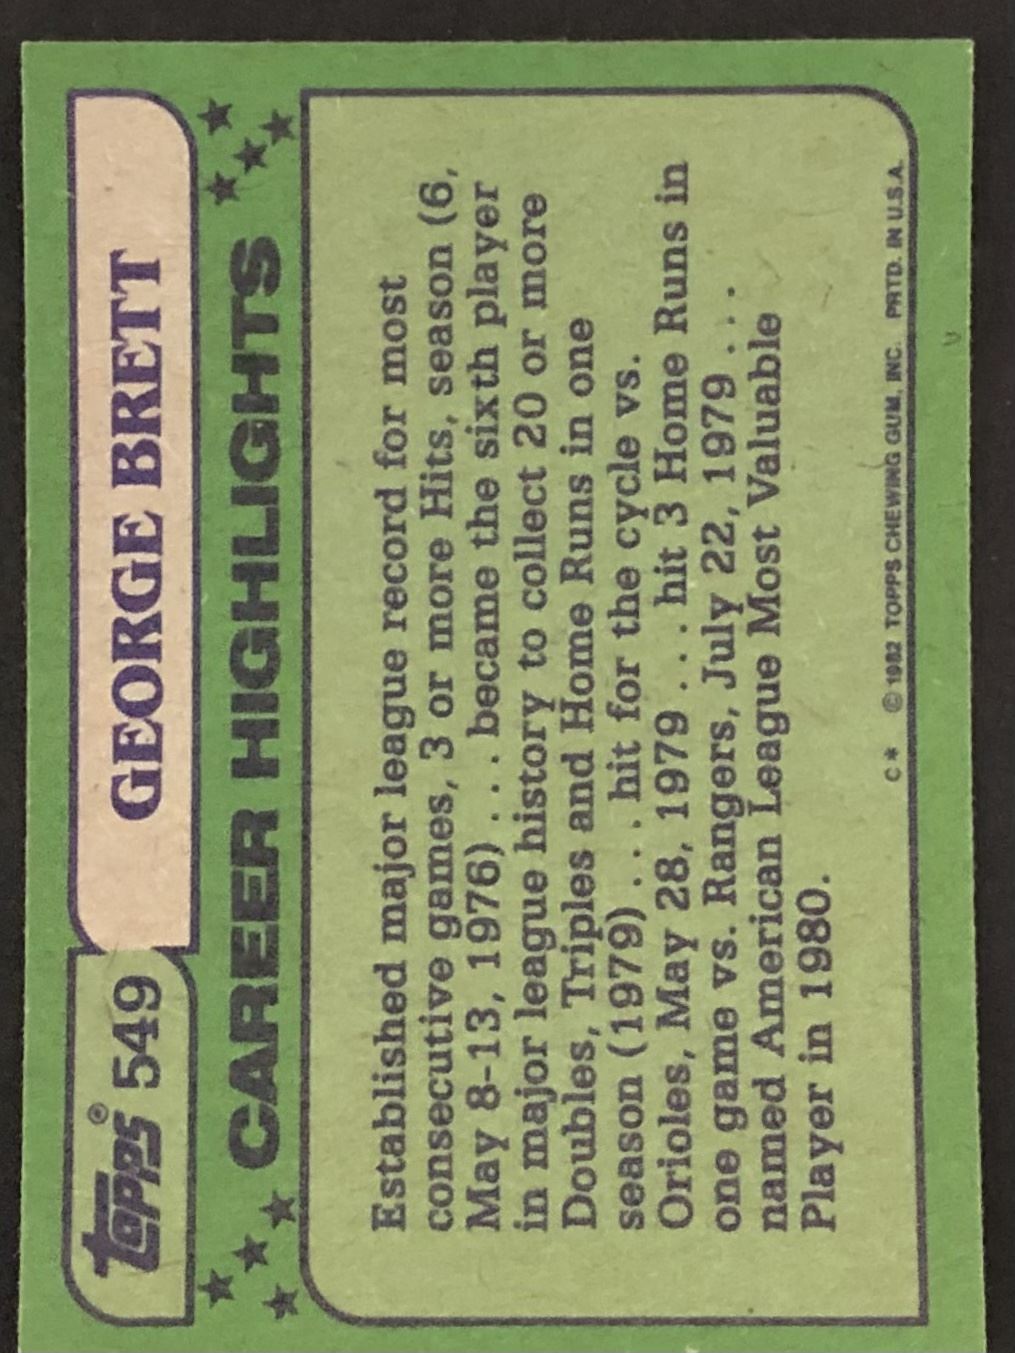 Topps® 549
GEORGE BRETT
CAREER HIGHLIGHTS
Established major league record for most
consecutive games, 3 or more Hits, season (6,
May 8-13, 1976) . . . became the sixth player
in major league history to collect 20 or more
Doubles, Triples and Home Runs in one
season (1979) . . . hit for the cycle vs.
Orioles, May 28, 1979 . . . hit 3 Home Runs in
one game vs. Rangers, July 22, 1979 . . .
named American League Most Valuable
Player in 1980.
C* © 1982 TOPPS CHEWING GUM, INC. PRTD. IN U.S.A.